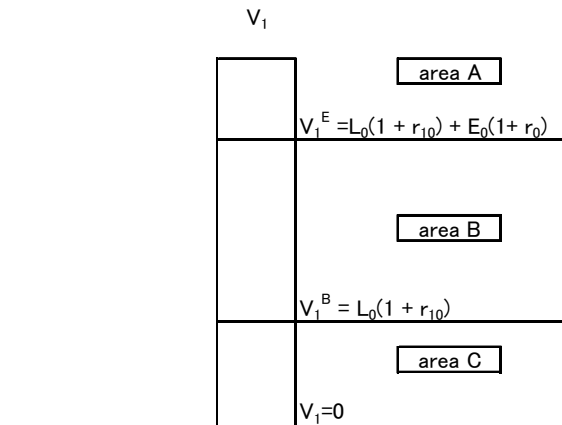 V₁
area A
V₁ᴱ =L₀(1 + r₁₀) + E₀(1+ r₀)
area B
V₁ᴮ = L₀(1 + r₁₀)
area C
V₁=0